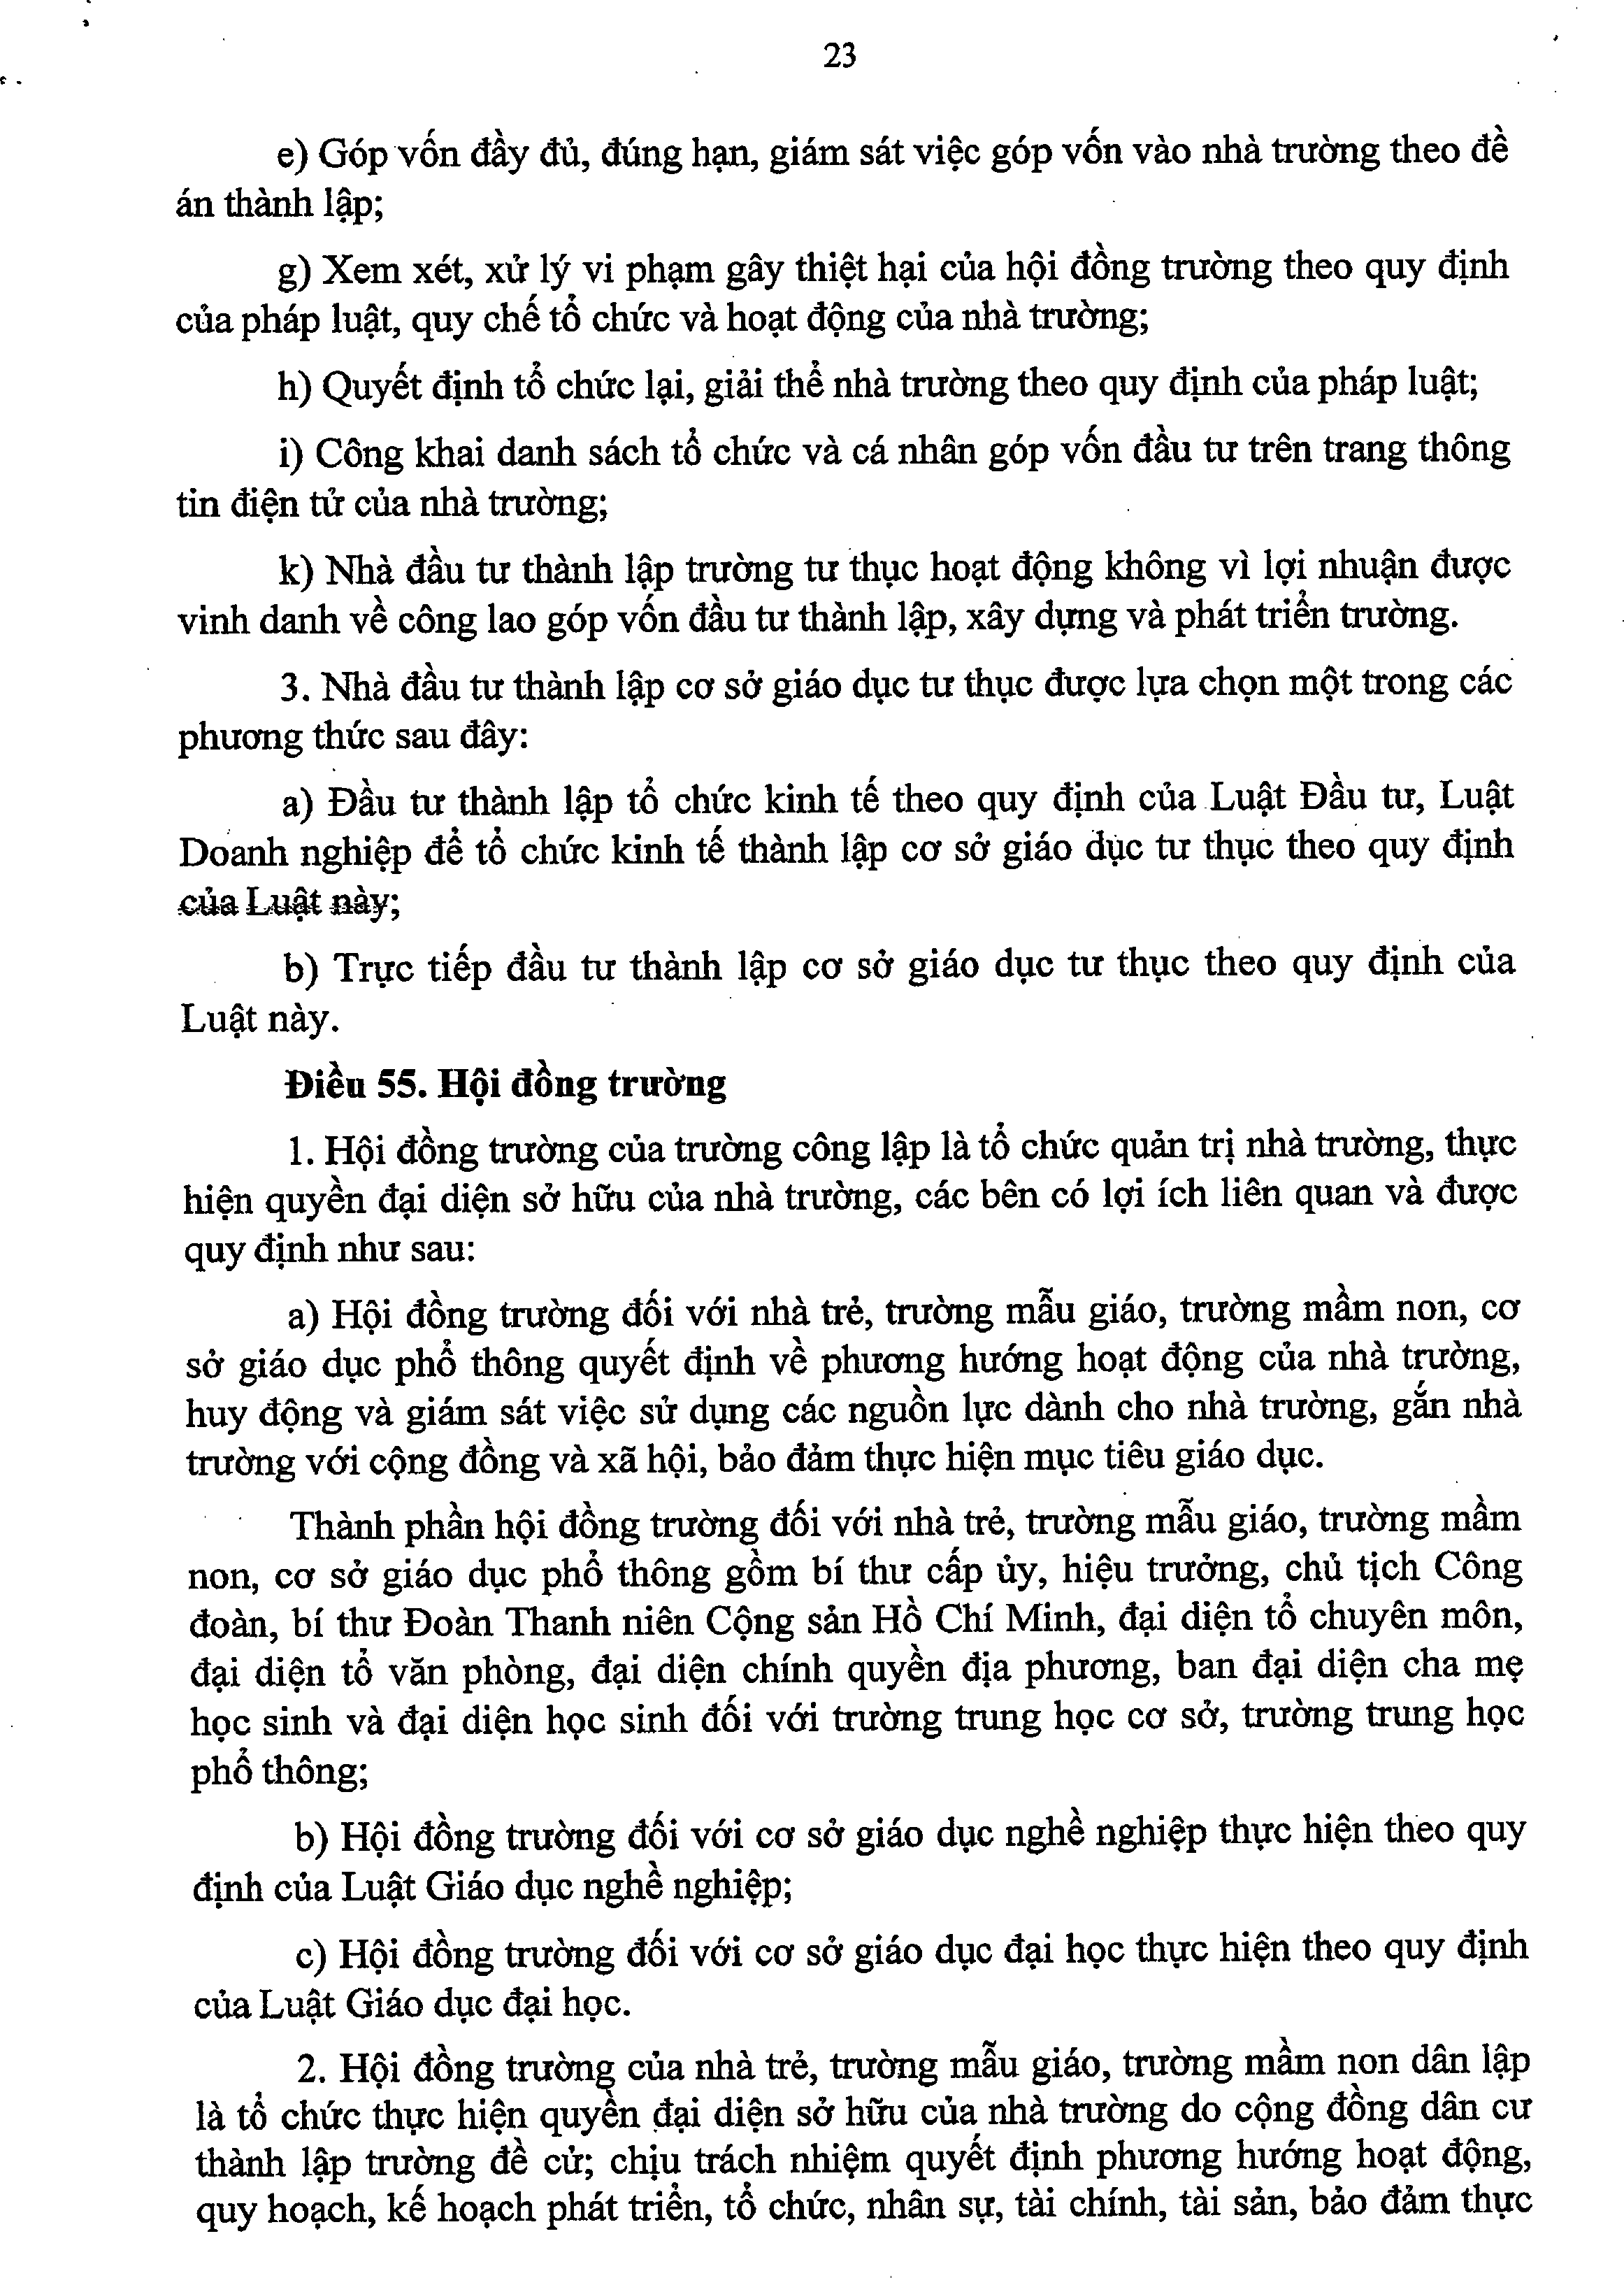 23
e) Góp vốn đầy đủ, đúng hạn, giám sát việc góp vốn vào nhà trường theo đề
án thành lập;
g) Xem xét, xử lý vi phạm gây thiệt hại của hội đồng trường theo quy định
của pháp luật, quy chế tổ chức và hoạt động của nhà trường;
h) Quyết định tổ chức lại, giải thể nhà trường theo quy định của pháp luật;
i) Công khai danh sách tổ chức và cá nhân góp vốn đầu tư trên trang thông
tin điện tử của nhà trường;
k) Nhà đầu tư thành lập trường tư thục hoạt động không vì lợi nhuận được
vinh danh về công lao góp vốn đầu tư thành lập, xây dựng và phát triển trường.
3. Nhà đầu tư thành lập cơ sở giáo dục tư thục được lựa chọn một trong các
phương thức sau đây:
a) Đầu tư thành lập tổ chức kinh tế theo quy định của Luật Đầu tư, Luật
Doanh nghiệp để tổ chức kinh tế thành lập cơ sở giáo dục tư thục theo quy định
của Luật này;
b) Trực tiếp đầu tư thành lập cơ sở giáo dục tư thục theo quy định của
Luật này.
Điều 55. Hội đồng trường
1. Hội đồng trường của trường công lập là tổ chức quản trị nhà trường, thực
hiện quyền đại diện sở hữu của nhà trường, các bên có lợi ích liên quan và được
quy định như sau:
a) Hội đồng trường đối với nhà trẻ, trường mẫu giáo, trường mầm non, cơ
sở giáo dục phổ thông quyết định về phương hướng hoạt động của nhà trường,
huy động và giám sát việc sử dụng các nguồn lực dành cho nhà trường, gắn nhà
trường với cộng đồng và xã hội, bảo đảm thực hiện mục tiêu giáo dục.
Thành phần hội đồng trường đối với nhà trẻ, trường mẫu giáo, trường mầm
non, cơ sở giáo dục phổ thông gồm bí thư cấp ủy, hiệu trưởng, chủ tịch Công
đoàn, bí thư Đoàn Thanh niên Cộng sản Hồ Chí Minh, đại diện tổ chuyên môn,
đại diện tổ văn phòng, đại diện chính quyền địa phương, ban đại diện cha mẹ
học sinh và đại diện học sinh đối với trường trung học cơ sở, trường trung học
phổ thông;
b) Hội đồng trường đối với cơ sở giáo dục nghề nghiệp thực hiện theo quy
định của Luật Giáo dục nghề nghiệp;
c) Hội đồng trường đối với cơ sở giáo dục đại học thực hiện theo quy định
của Luật Giáo dục đại học.
2. Hội đồng trường của nhà trẻ, trường mẫu giáo, trường mầm non dân lập
là tổ chức thực hiện quyền đại diện sở hữu của nhà trường do cộng đồng dân cư
thành lập trường đề cử; chịu trách nhiệm quyết định phương hướng hoạt động,
quy hoạch, kế hoạch phát triển, tổ chức, nhân sự, tài chính, tài sản, bảo đảm thực